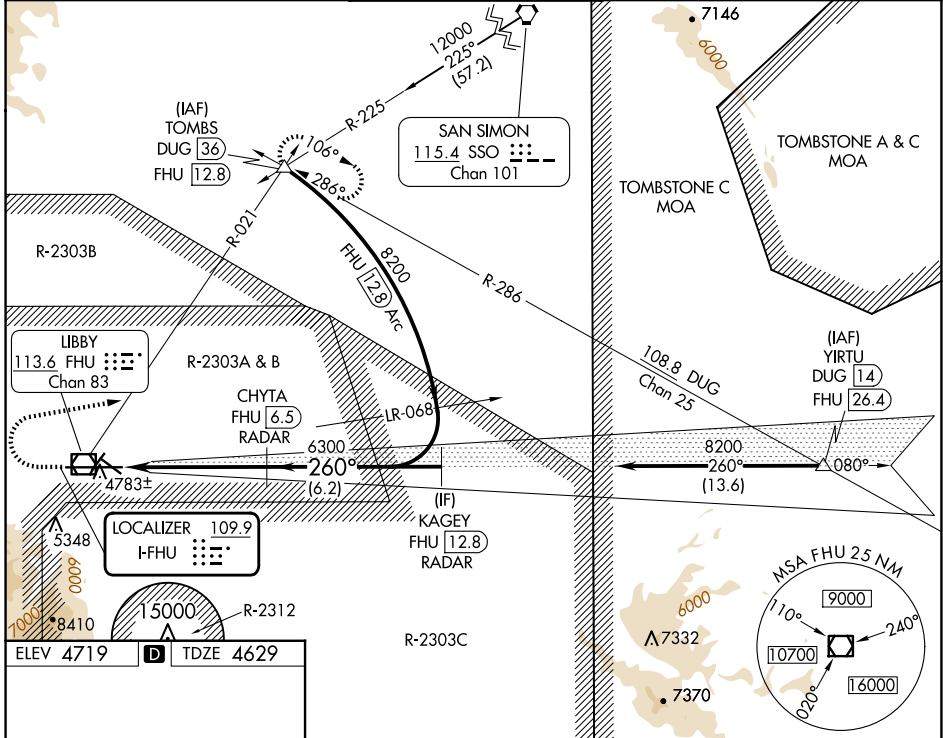 7146
6000
12000
225°
(57.2)
R-225
(IAF)
TOMBS
DUG 36
FHU 12.8
106°
286°
SAN SIMON
115.4 SSO
Chan 101
TOMBSTONE A & C
MOA
TOMBSTONE C
MOA
R-021
R-2303B
8200
FHU 12.8 Arc
R-286
LIBBY
113.6 FHU
Chan 83
R-2303A & B
108.8 DUG
Chan 25
(IAF)
YIRTU
DUG 14
FHU 26.4
CHYTA
FHU 6.5
RADAR
LR-068
6300
260°
(6.2)
8200
260°
(13.6)
080°
4783±
(IF)
KAGEY
FHU 12.8
RADAR
LOCALIZER 109.9
I-FHU
5348
6000
7000
8410
15000
R-2312
R-2303C
6000
7332
7370
MSA FHU 25 NM
110°
9000
240°
10700
16000
020°
ELEV 4719 D TDZE 4629